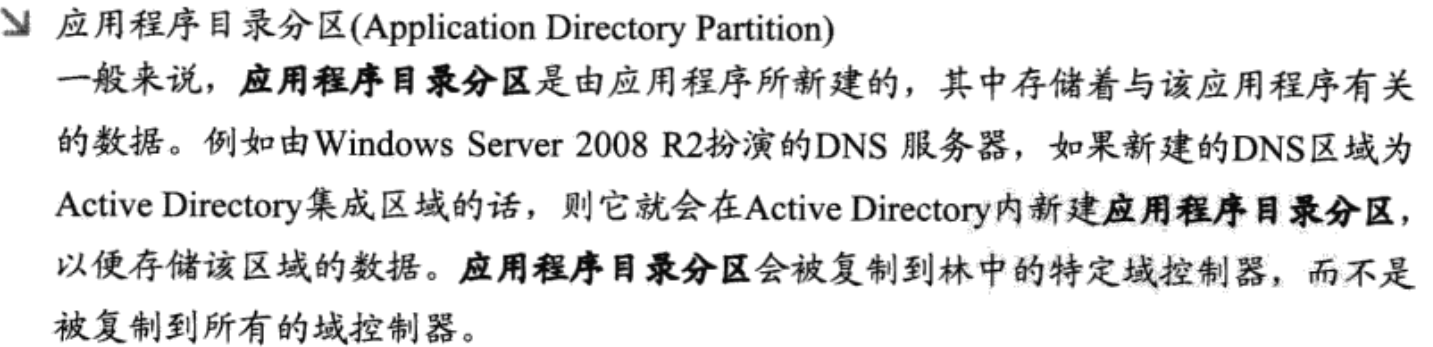 应用程序目录分区(Application Directory Partition)
一般来说，应用程序目录分区是由应用程序所新建的，其中存储着与该应用程序有关
的数据。例如由Windows Server 2008 R2扮演的DNS 服务器，如果新建的DNS区域为
Active Directory集成区域的话，则它就会在Active Directory内新建应用程序目录分区，
以便存储该区域的数据。应用程序目录分区会被复制到林中的特定域控制器，而不是
被复制到所有的域控制器。